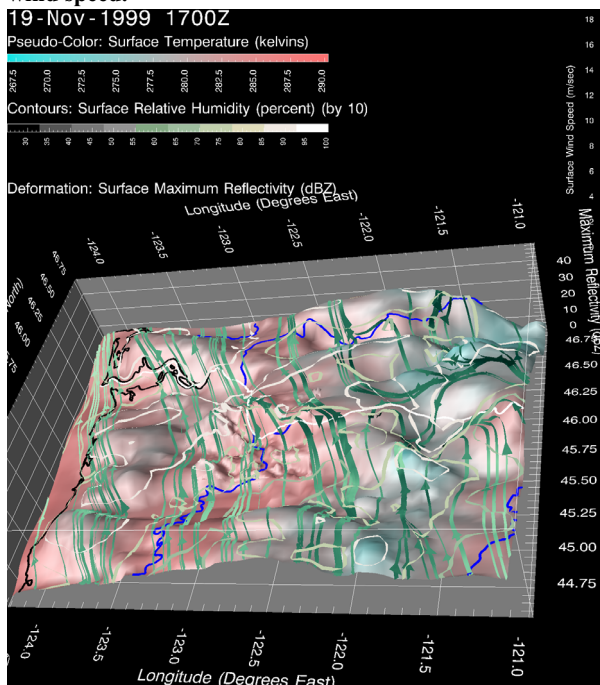 wind speed.
19-Nov-1999 1700Z
Pseudo-Color: Surface Temperature (kelvins)
267.5 270.0 272.5 275.0 277.5 280.0 282.5 285.0 287.5 290.0
Contours: Surface Relative Humidity (percent) (by 10)
30 35 40 45 50 55 60 65 70 75 80 85 90 95 100
Deformation: Surface Maximum Reflectivity (dBZ)
18
16
14
12
10
8
6
4
Surface Wind Speed (m/sec)
Longitude (Degrees East)
-124.0 -123.5 -123.0 -122.5 -122.0 -121.5 -121.0
Maximum Reflectivity
40
30
20
10
0
46.75
46.50
46.25
46.00
45.75
45.50
45.25
45.00
44.75
46.75
46.50
46.25
46.00
North)
-124.0 -123.5 -123.0 -122.5 -122.0 -121.5 -121.0
Longitude (Degrees East)